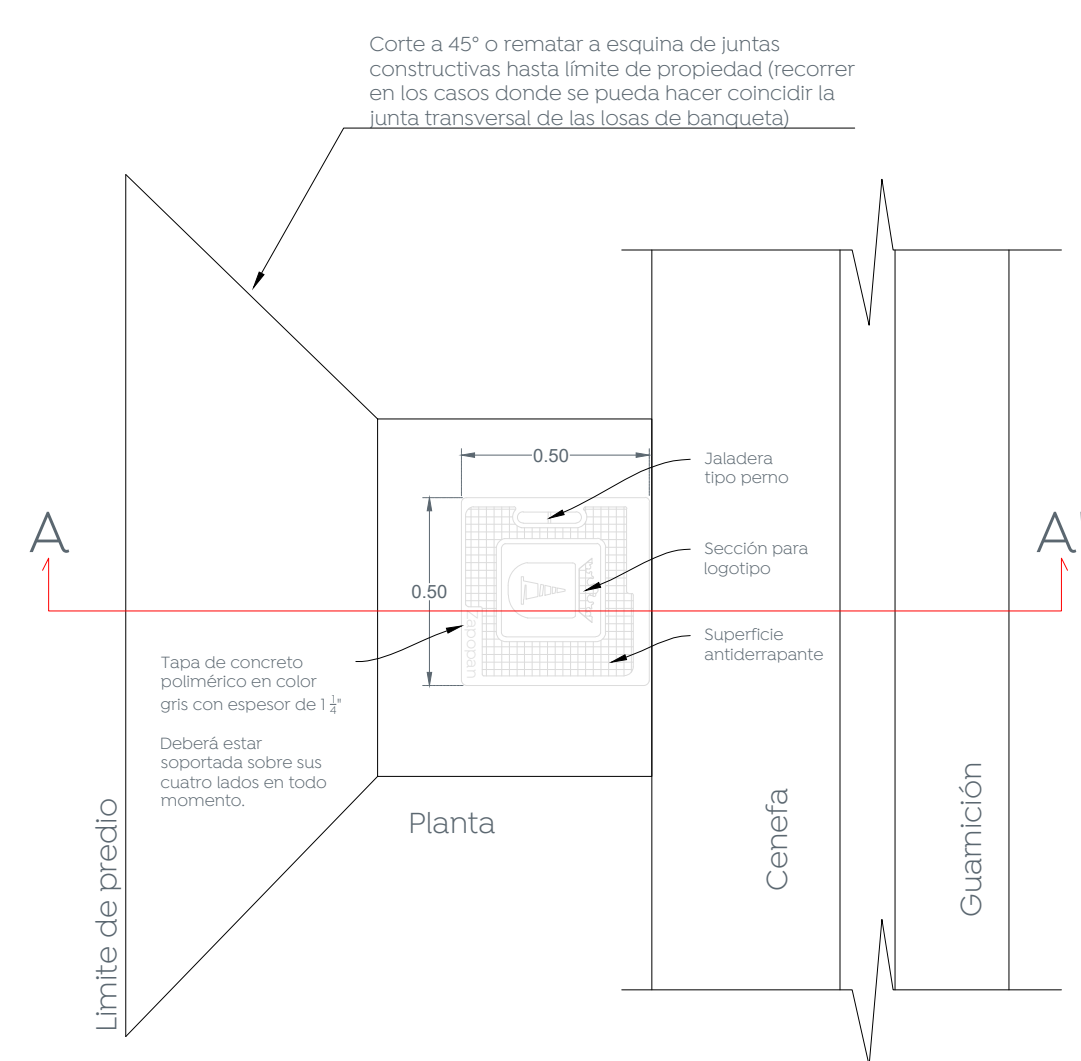 Corte a 45° o rematar a esquina de juntas
constructivas hasta límite de propiedad (recorrer
en los casos donde se pueda hacer coincidir la
junta transversal de las losas de banqueta)
0.50
Jaladera
tipo perno
A
A'
Sección para
logotipo
0.50
Zapopan
Superficie
antiderrapante
Tapa de concreto
polimérico en color
gris con espesor de 1 1/4"
Deberá estar
soportada sobre sus
cuatro lados en todo
momento.
Planta
Limite de predio
Cenefa
Guarnición